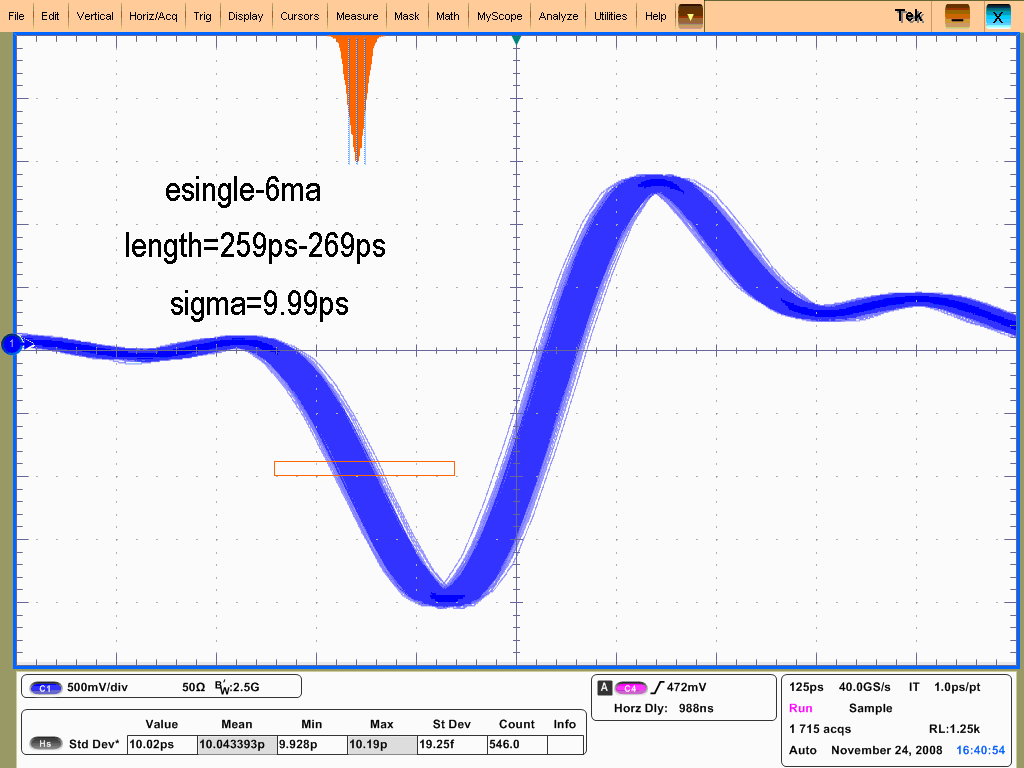 File Edit Vertical Horiz/Acq Trig Display Cursors Measure Mask Math MyScope Analyze Utilities Help Tek X
esingle-6ma
length=259ps-269ps
sigma=9.99ps
1
C1 500mV/div 50Ω BW:2.5G
A C4 472mV
Horz Dly: 988ns
125ps 40.0GS/s IT 1.0ps/pt
Run Sample
1 715 acqs RL:1.25k
Auto November 24, 2008 16:40:54
Value Mean Min Max St Dev Count Info
Hs Std Dev* 10.02ps 10.043393p 9.928p 10.19p 19.25f 546.0